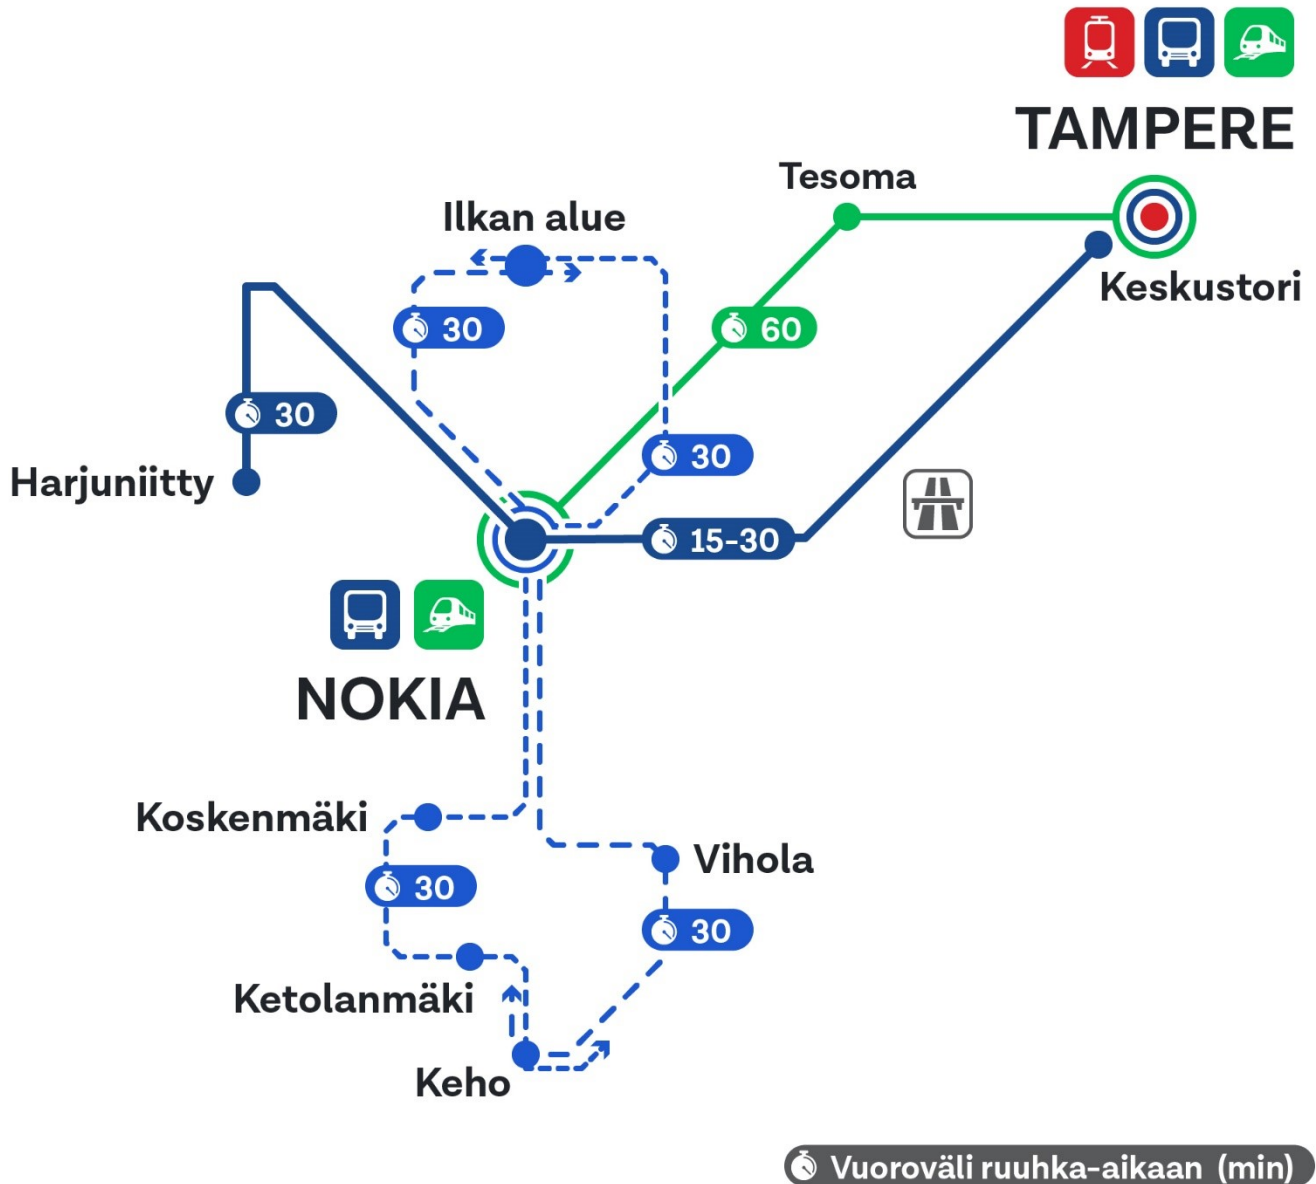 TAMPERE
Tesoma
Ilkan alue
Keskustori
30
60
30
30
Harjuniitty
15-30
NOKIA
Koskenmäki
Vihola
30
30
Ketolanmäki
Keho
Vuoroväli ruuhka-aikaan (min)